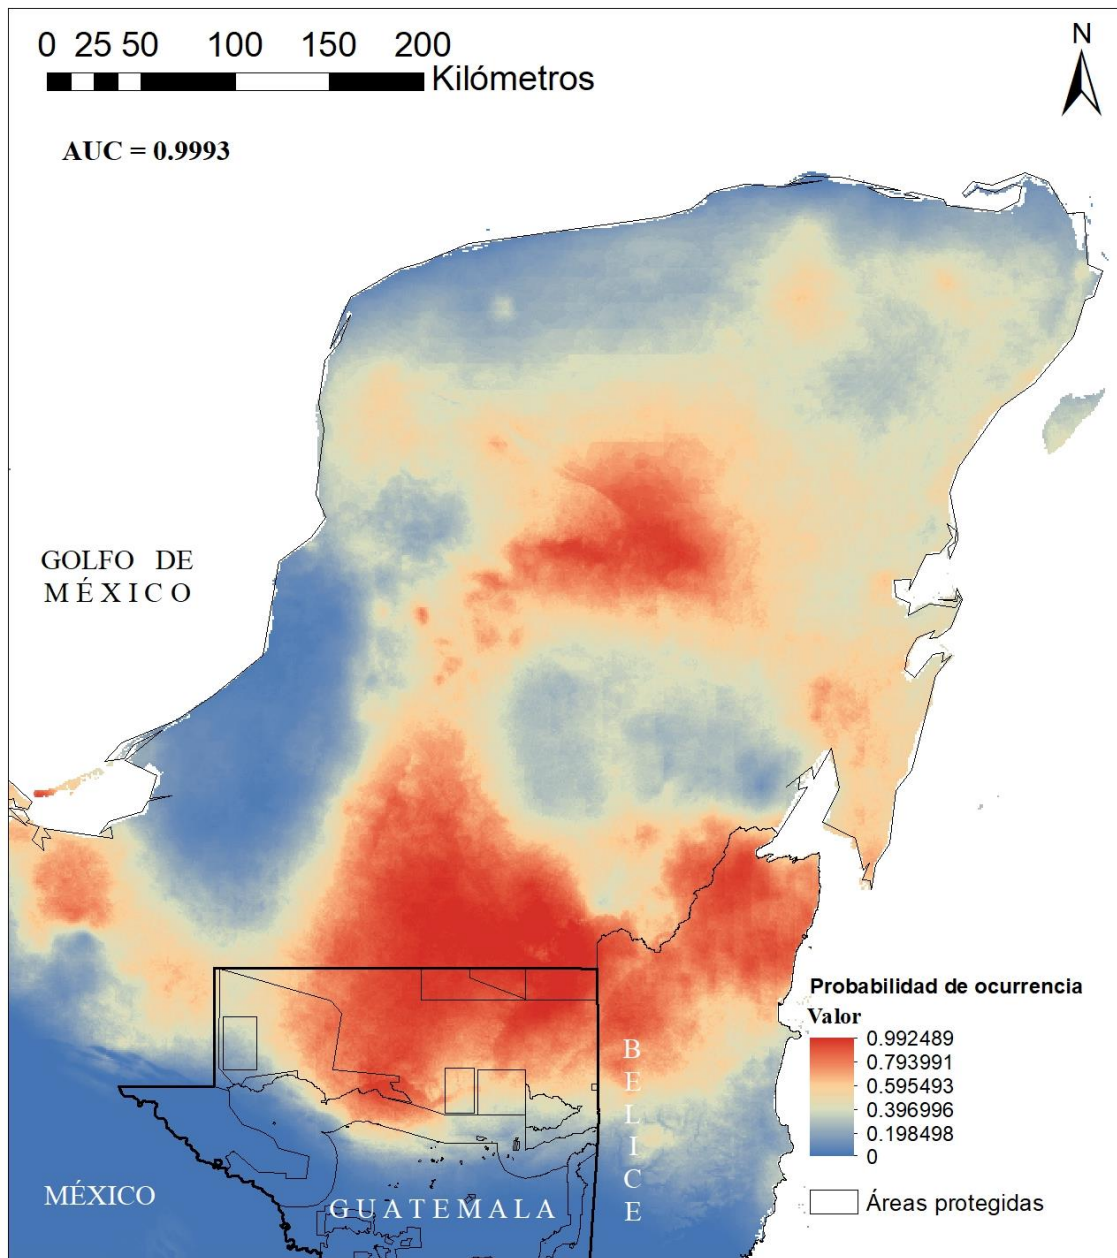 0 25 50 100 150 200
Kilómetros
N
AUC = 0.9993
GOLFO DE
MÉXICO
Probabilidad de ocurrencia
Valor
0.992489
0.793991
0.595493
0.396996
0.198498
0
Áreas protegidas
BELICE
MÉXICO
GUATEMALA